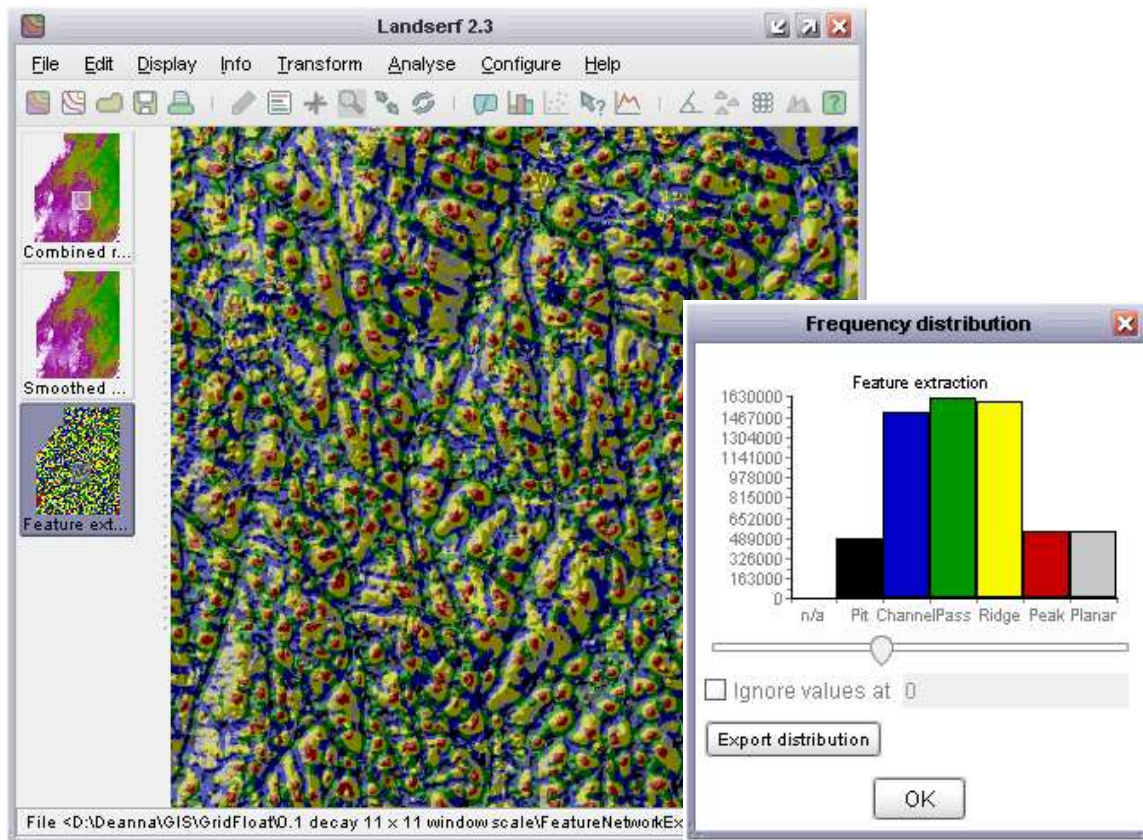 Landserf 2.3
File Edit Display Info Transform Analyse Configure Help
Combined r...
Smoothed ...
Feature ext...
File <D:\Deanna\GIS\GridFloat\0.1 decay 11 x 11 window scale\FeatureNetworkEx
Frequency distribution
Feature extraction
1630000
1467000
1304000
1141000
978000
815000
652000
489000
326000
163000
0
n/a Pit Channel Pass Ridge Peak Planar
Ignore values at 0
Export distribution
OK